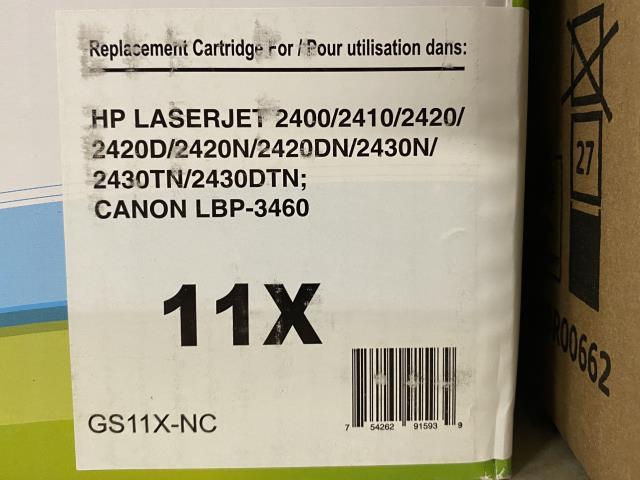 Replacement Cartridge For / Pour utilisation dans:
HP LASERJET 2400/2410/2420/
2420D/2420N/2420DN/2430N/
2430TN/2430DTN;
CANON LBP-3460
11X
GS11X-NC
7 54262 91593 9
27
R00662